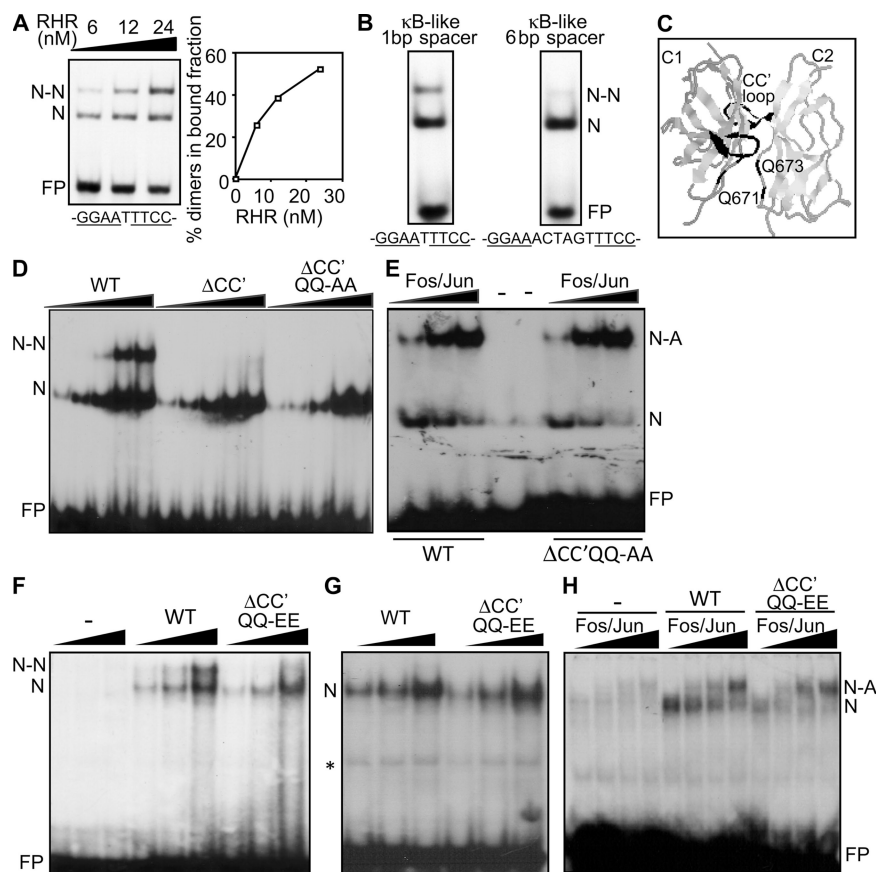 A
RHR
(nM)
6 12 24
N-N
N
FP
-GGAATTTCC-
% dimers in bound fraction
60
40
20
0
0 10 20 30
RHR (nM)
B
κB-like
1bp spacer
κB-like
6bp spacer
N-N
N
FP
-GGAATTTCC-
-GGAAACTAGTTTCC-
C
C1
C2
CC'
loop
Q673
Q671
D
WT
ΔCC'
ΔCC'
QQ-AA
N-N
N
FP
E
Fos/Jun - - Fos/Jun
N-A
N
FP
WT
ΔCC'QQ-AA
F
-
WT
ΔCC'
QQ-EE
N-N
N
FP
G
WT
ΔCC'
QQ-EE
N
*
H
-
WT
ΔCC'
QQ-EE
Fos/Jun Fos/Jun Fos/Jun
N-A
N
FP